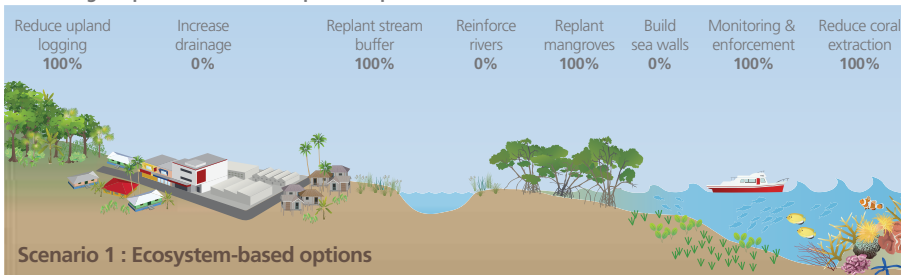 Reduce upland
logging
100%
Increase
drainage
0%
Replant stream
buffer
100%
Reinforce
rivers
0%
Replant
mangroves
100%
Build
sea walls
0%
Monitoring &
enforcement
100%
Reduce coral
extraction
100%
Scenario 1 : Ecosystem-based options